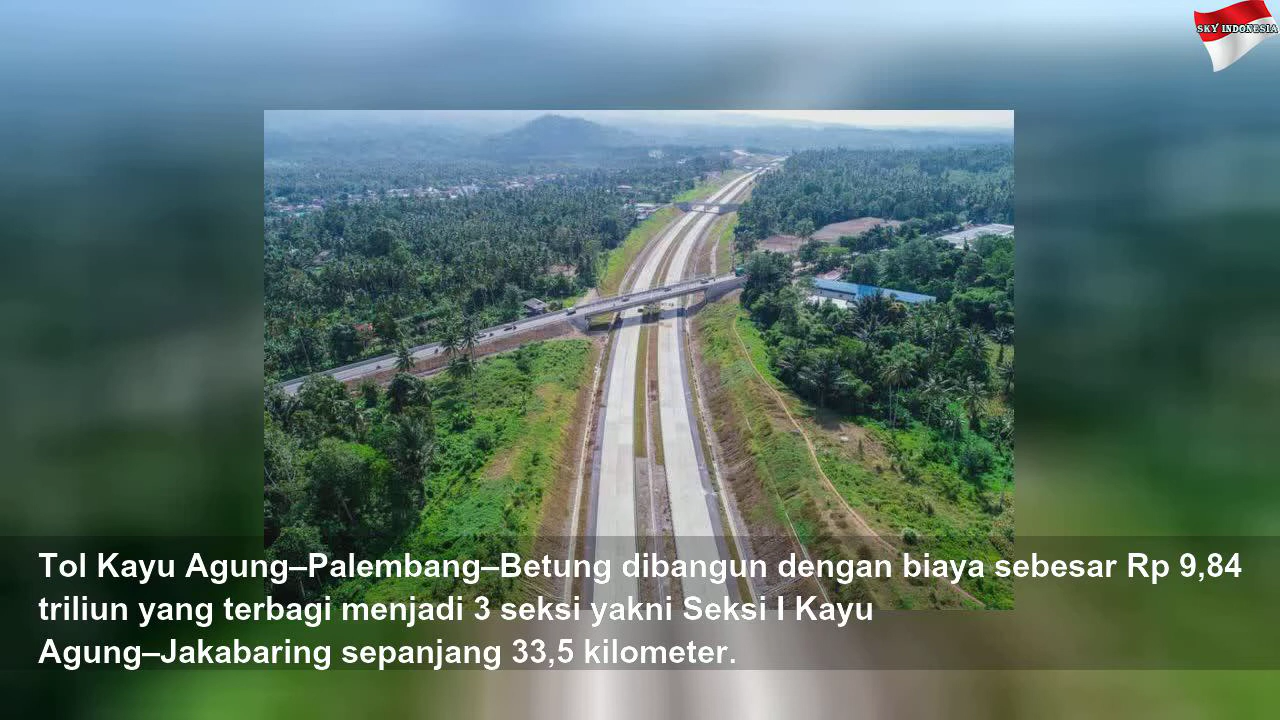 SKY INDONESIA
Tol Kayu Agung–Palembang–Betung dibangun dengan biaya sebesar Rp 9,84
triliun yang terbagi menjadi 3 seksi yakni Seksi I Kayu
Agung–Jakabaring sepanjang 33,5 kilometer.